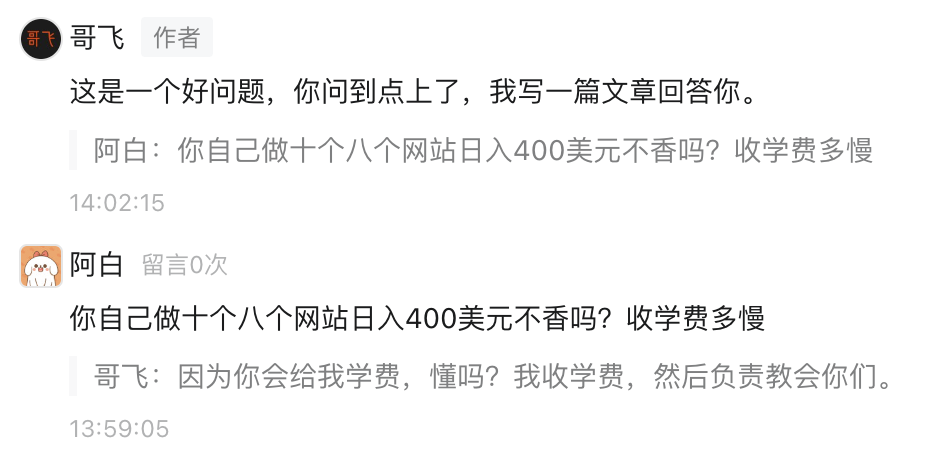 哥飞
哥飞 作者
这是一个好问题，你问到点上了，我写一篇文章回答你。
阿白：你自己做十个八个网站日入400美元不香吗？收学费多慢
14:02:15
阿白 留言0次
你自己做十个八个网站日入400美元不香吗？收学费多慢
哥飞：因为你会给我学费，懂吗？我收学费，然后负责教会你们。
13:59:05